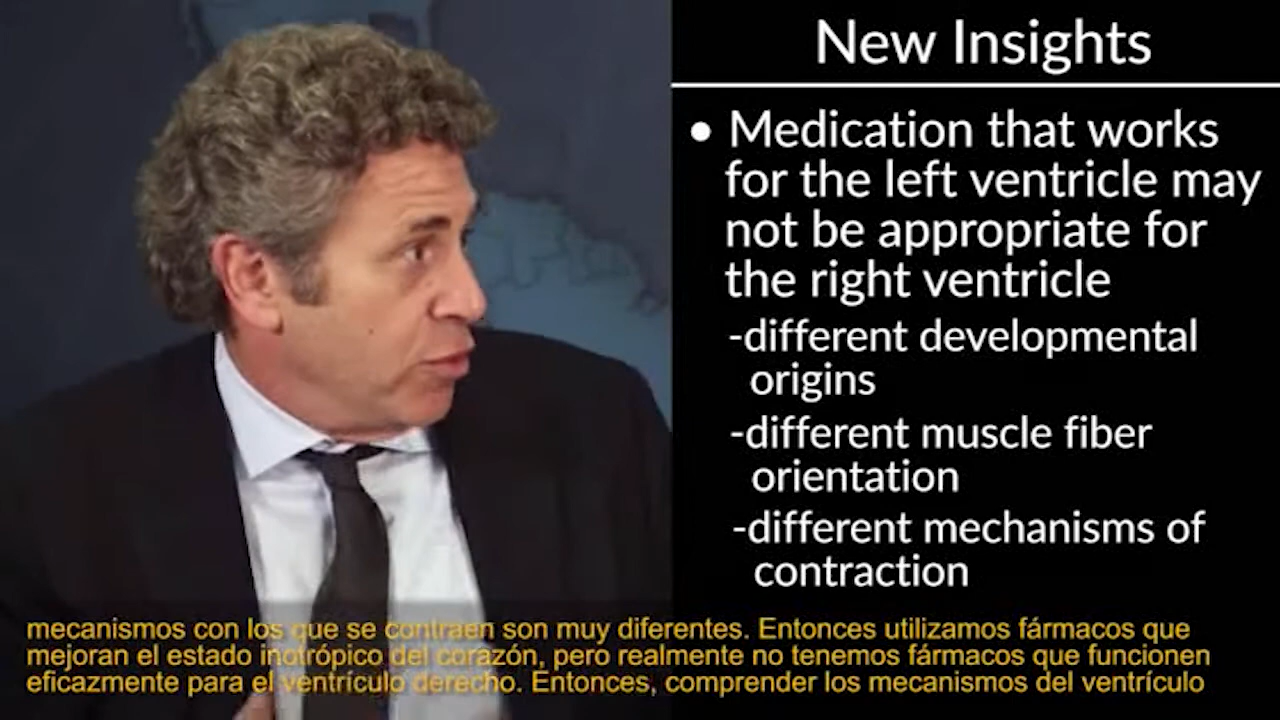 New Insights
• Medication that works
for the left ventricle may
not be appropriate for
the right ventricle
-different developmental
origins
-different muscle fiber
orientation
-different mechanisms of
contraction
mecanismos con los que se contraen son muy diferentes. Entonces utilizamos fármacos que
mejoran el estado inotrópico del corazón, pero realmente no tenemos fármacos que funcionen
eficazmente para el ventrículo derecho. Entonces, comprender los mecanismos del ventrículo